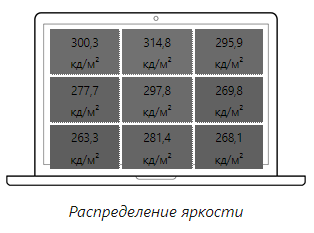 300,3 314,8 295,9
кд/м² кд/м² кд/м²
277,7 297,8 269,8
кд/м² кд/м² кд/м²
263,3 281,4 268,1
кд/м² кд/м² кд/м²
Распределение яркости